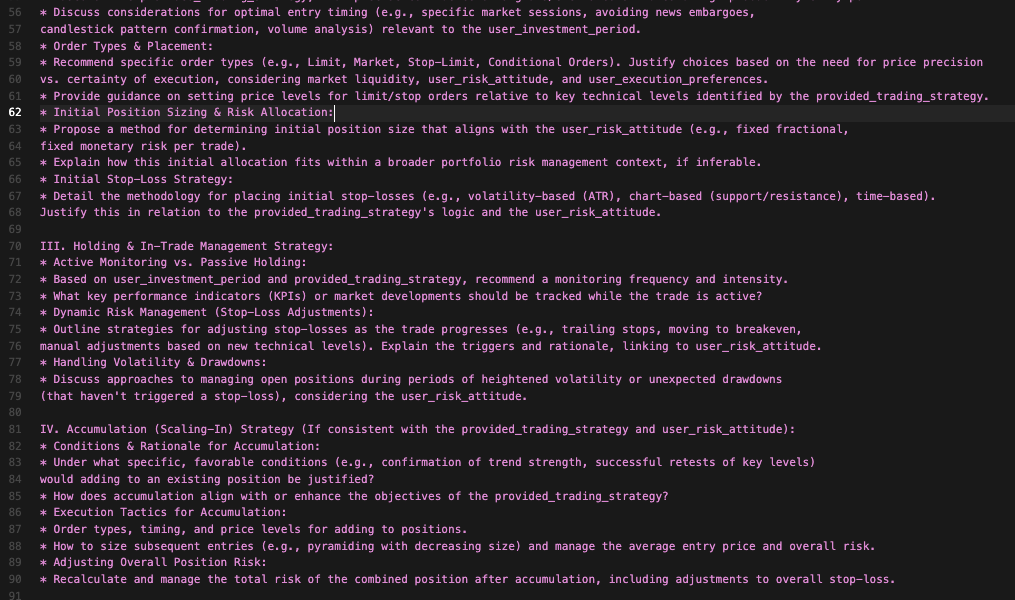 56 * Discuss considerations for optimal entry timing (e.g., specific market sessions, avoiding news embargoes,
57 candlestick pattern confirmation, volume analysis) relevant to the user_investment_period.
58 * Order Types & Placement:
59 * Recommend specific order types (e.g., Limit, Market, Stop-Limit, Conditional Orders). Justify choices based on the need for price precision
60 vs. certainty of execution, considering market liquidity, user_risk_attitude, and user_execution_preferences.
61 * Provide guidance on setting price levels for limit/stop orders relative to key technical levels identified by the provided_trading_strategy.
62 * Initial Position Sizing & Risk Allocation:
63 * Propose a method for determining initial position size that aligns with the user_risk_attitude (e.g., fixed fractional,
64 fixed monetary risk per trade).
65 * Explain how this initial allocation fits within a broader portfolio risk management context, if inferable.
66 * Initial Stop-Loss Strategy:
67 * Detail the methodology for placing initial stop-losses (e.g., volatility-based (ATR), chart-based (support/resistance), time-based).
68 Justify this in relation to the provided_trading_strategy's logic and the user_risk_attitude.
69
70 III. Holding & In-Trade Management Strategy:
71 * Active Monitoring vs. Passive Holding:
72 * Based on user_investment_period and provided_trading_strategy, recommend a monitoring frequency and intensity.
73 * What key performance indicators (KPIs) or market developments should be tracked while the trade is active?
74 * Dynamic Risk Management (Stop-Loss Adjustments):
75 * Outline strategies for adjusting stop-losses as the trade progresses (e.g., trailing stops, moving to breakeven,
76 manual adjustments based on new technical levels). Explain the triggers and rationale, linking to user_risk_attitude.
77 * Handling Volatility & Drawdowns:
78 * Discuss approaches to managing open positions during periods of heightened volatility or unexpected drawdowns
79 (that haven't triggered a stop-loss), considering the user_risk_attitude.
80
81 IV. Accumulation (Scaling-In) Strategy (If consistent with the provided_trading_strategy and user_risk_attitude):
82 * Conditions & Rationale for Accumulation:
83 * Under what specific, favorable conditions (e.g., confirmation of trend strength, successful retests of key levels)
84 would adding to an existing position be justified?
85 * How does accumulation align with or enhance the objectives of the provided_trading_strategy?
86 * Execution Tactics for Accumulation:
87 * Order types, timing, and price levels for adding to positions.
88 * How to size subsequent entries (e.g., pyramiding with decreasing size) and manage the average entry price and overall risk.
89 * Adjusting Overall Position Risk:
90 * Recalculate and manage the total risk of the combined position after accumulation, including adjustments to overall stop-loss.
91